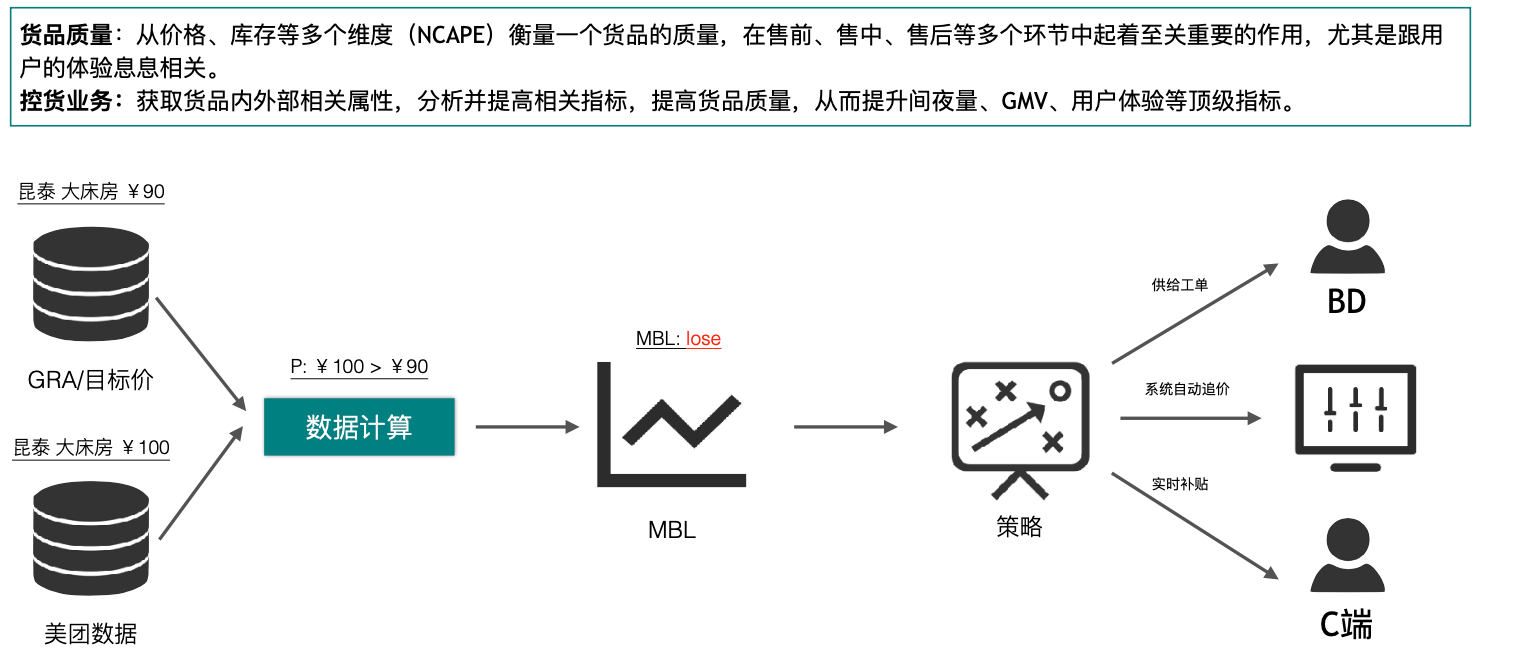 货品质量：从价格、库存等多个维度（NCAPE）衡量一个货品的质量，在售前、售中、售后等多个环节中起着至关重要的作用，尤其是跟用
户的体验息息相关。
控货业务：获取货品内外部相关属性，分析并提高相关指标，提高货品质量，从而提升间夜量、GMV、用户体验等顶级指标。
昆泰 大床房 ￥90
GRA/目标价
昆泰 大床房 ￥100
美团数据
P: ￥100 > ￥90
数据计算
MBL: lose
MBL
策略
供给工单
BD
系统自动追价
实时补贴
C端